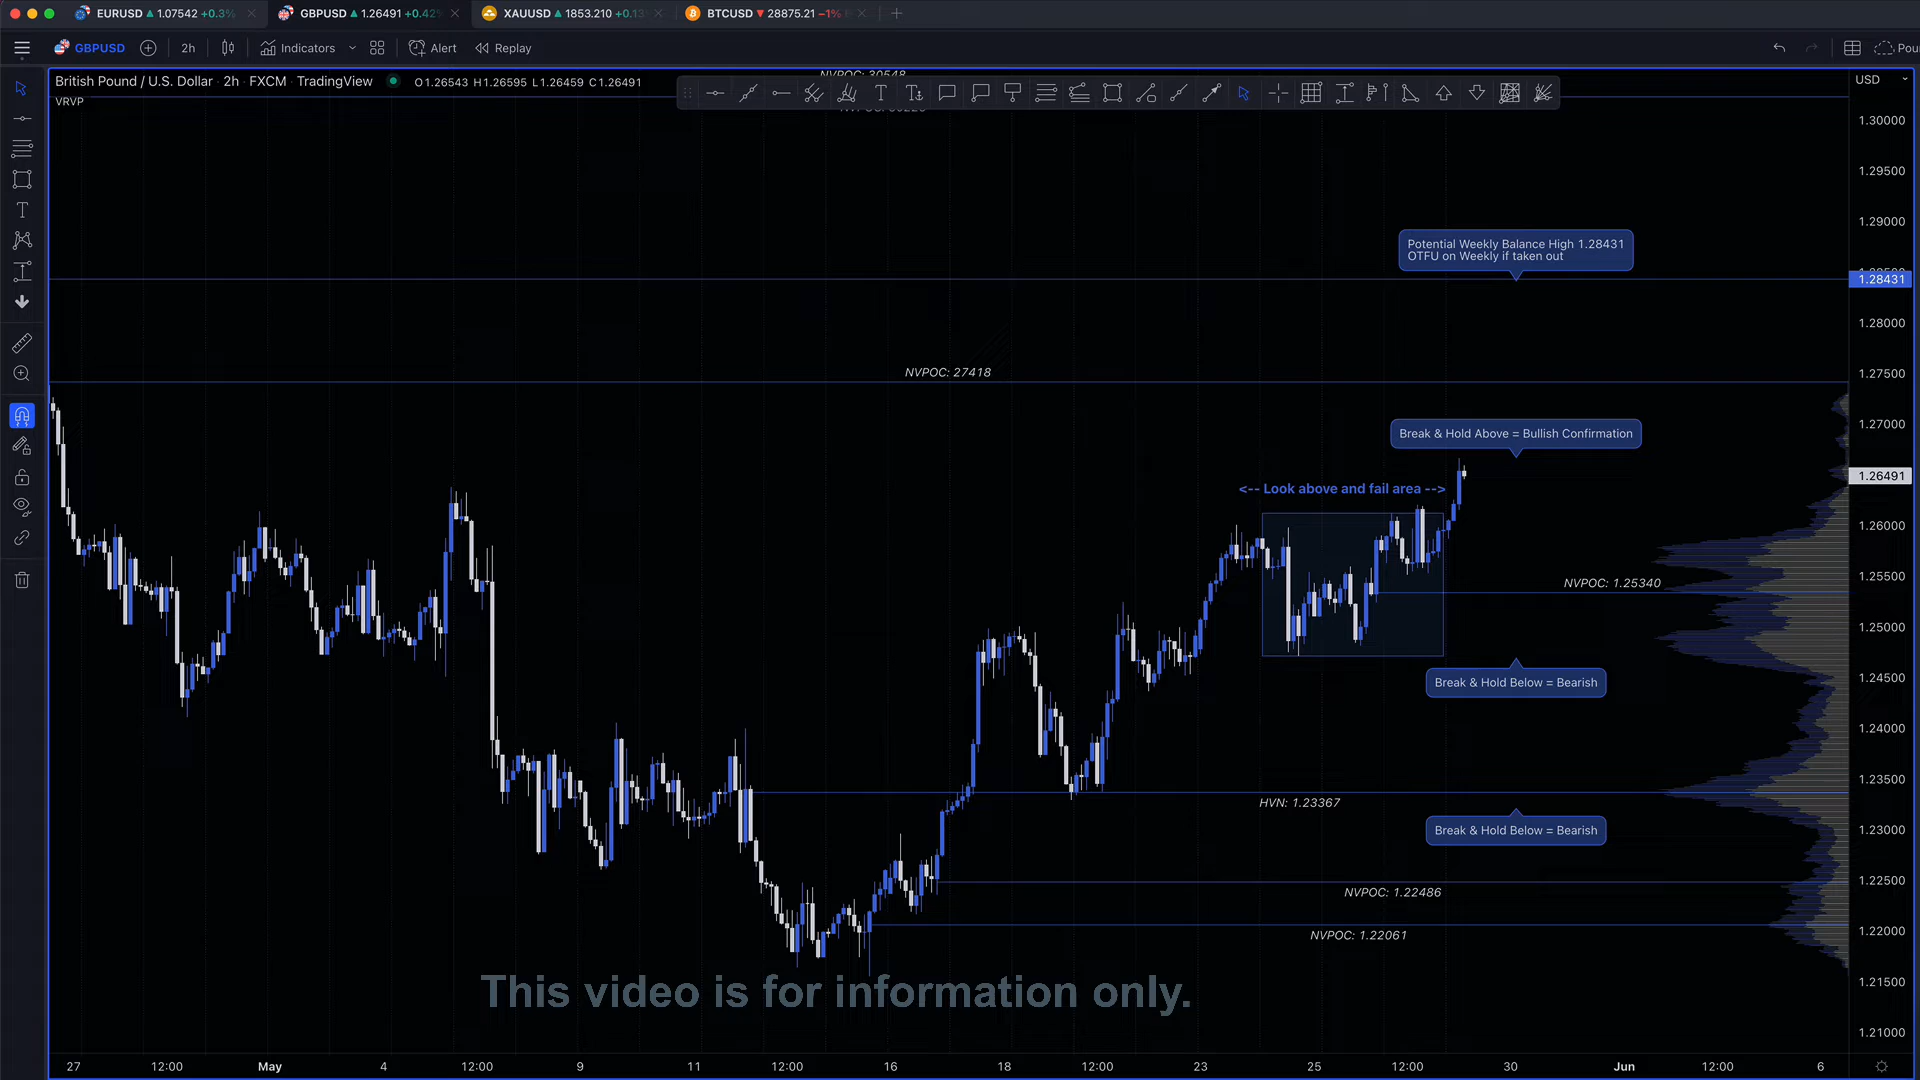 EURUSD ▲ 1.07542 +0.3%
GBPUSD ▲ 1.26491 +0.42%
XAUUSD ▲ 1853.210
BTCUSD ▼ 28875.21 −1%
GBPUSD
2h
Indicators
Alert
Replay
British Pound / U.S. Dollar · 2h · FXCM · TradingView
O1.26543 H1.26595 L1.26459 C1.26491
VRVP
NVPOC: 30548
USD
1.30000
1.29500
1.29000
Potential Weekly Balance High 1.28431
OTFU on Weekly if taken out
1.28431
1.28000
NVPOC: 27418
1.27500
1.27000
Break & Hold Above = Bullish Confirmation
1.26491
<-- Look above and fail area -->
1.26000
NVPOC: 1.25340
1.25500
1.25000
Break & Hold Below = Bearish
1.24500
1.24000
1.23500
HVN: 1.23367
Break & Hold Below = Bearish
1.23000
1.22500
NVPOC: 1.22486
NVPOC: 1.22061
1.22000
1.21500
This video is for information only.
1.21000
27 12:00 May 4 12:00 9 11 12:00 16 18 12:00 23 25 12:00 30 Jun 12:00 6